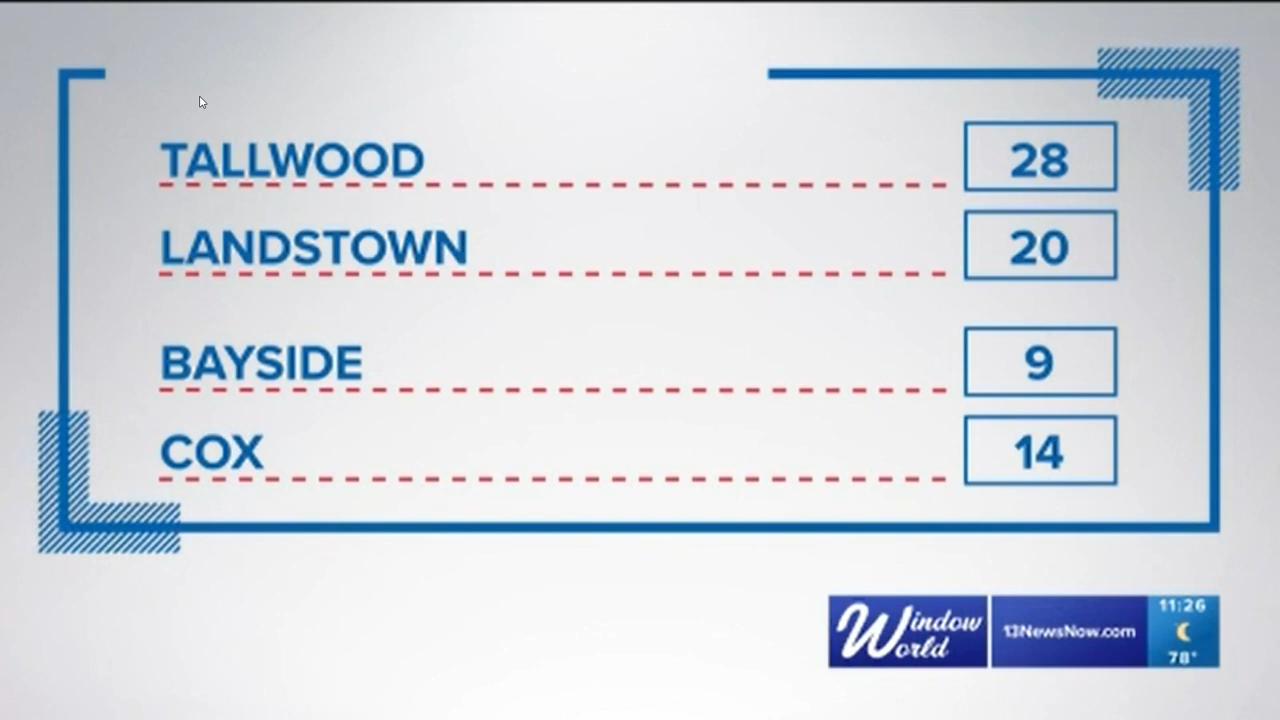 TALLWOOD 28
LANDSTOWN 20
BAYSIDE 9
COX 14
Window World
13NewsNow.com
11:26
78°